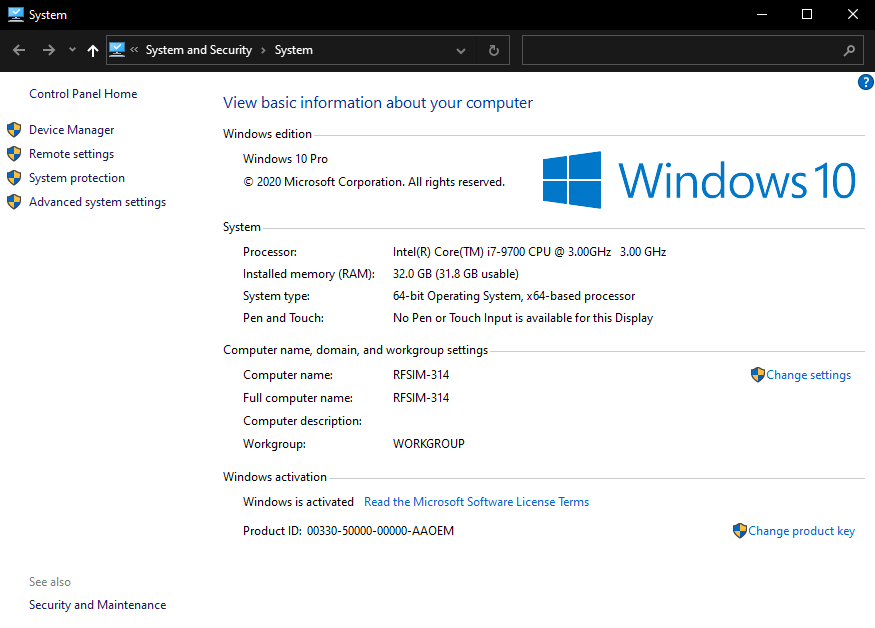 System
« System and Security › System
Control Panel Home
Device Manager
Remote settings
System protection
Advanced system settings
View basic information about your computer
Windows edition
Windows 10 Pro
© 2020 Microsoft Corporation. All rights reserved.
Windows 10
System
Processor: Intel(R) Core(TM) i7-9700 CPU @ 3.00GHz 3.00 GHz
Installed memory (RAM): 32.0 GB (31.8 GB usable)
System type: 64-bit Operating System, x64-based processor
Pen and Touch: No Pen or Touch Input is available for this Display
Computer name, domain, and workgroup settings
Computer name: RFSIM-314 Change settings
Full computer name: RFSIM-314
Computer description:
Workgroup: WORKGROUP
Windows activation
Windows is activated Read the Microsoft Software License Terms
Product ID: 00330-50000-00000-AAOEM Change product key
See also
Security and Maintenance